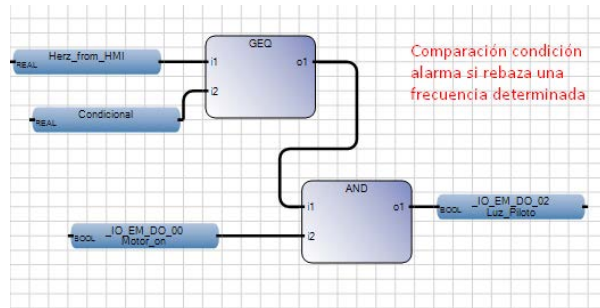 GEQ
Herz_from_HMI
REAL
i1
o1
i2
Condicional
REAL
Comparación condición
alarma si rebaza una
frecuencia determinada
AND
i1
o1
i2
_IO_EM_DO_02
BOOL
Luz_Piloto
_IO_EM_DO_00
BOOL
Motor_on